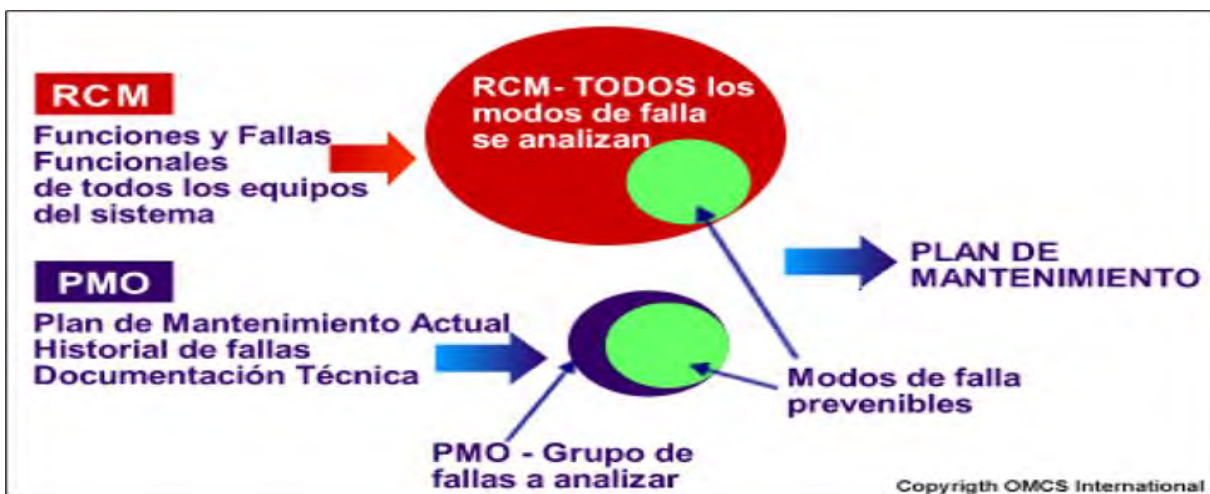 RCM
Funciones y Fallas
Funcionales
de todos los equipos
del sistema
RCM- TODOS los
modos de falla
se analizan
PMO
Plan de Mantenimiento Actual
Historial de fallas
Documentación Técnica
PLAN DE
MANTENIMIENTO
Modos de falla
prevenibles
PMO - Grupo de
fallas a analizar
Copyrigth OMCS International